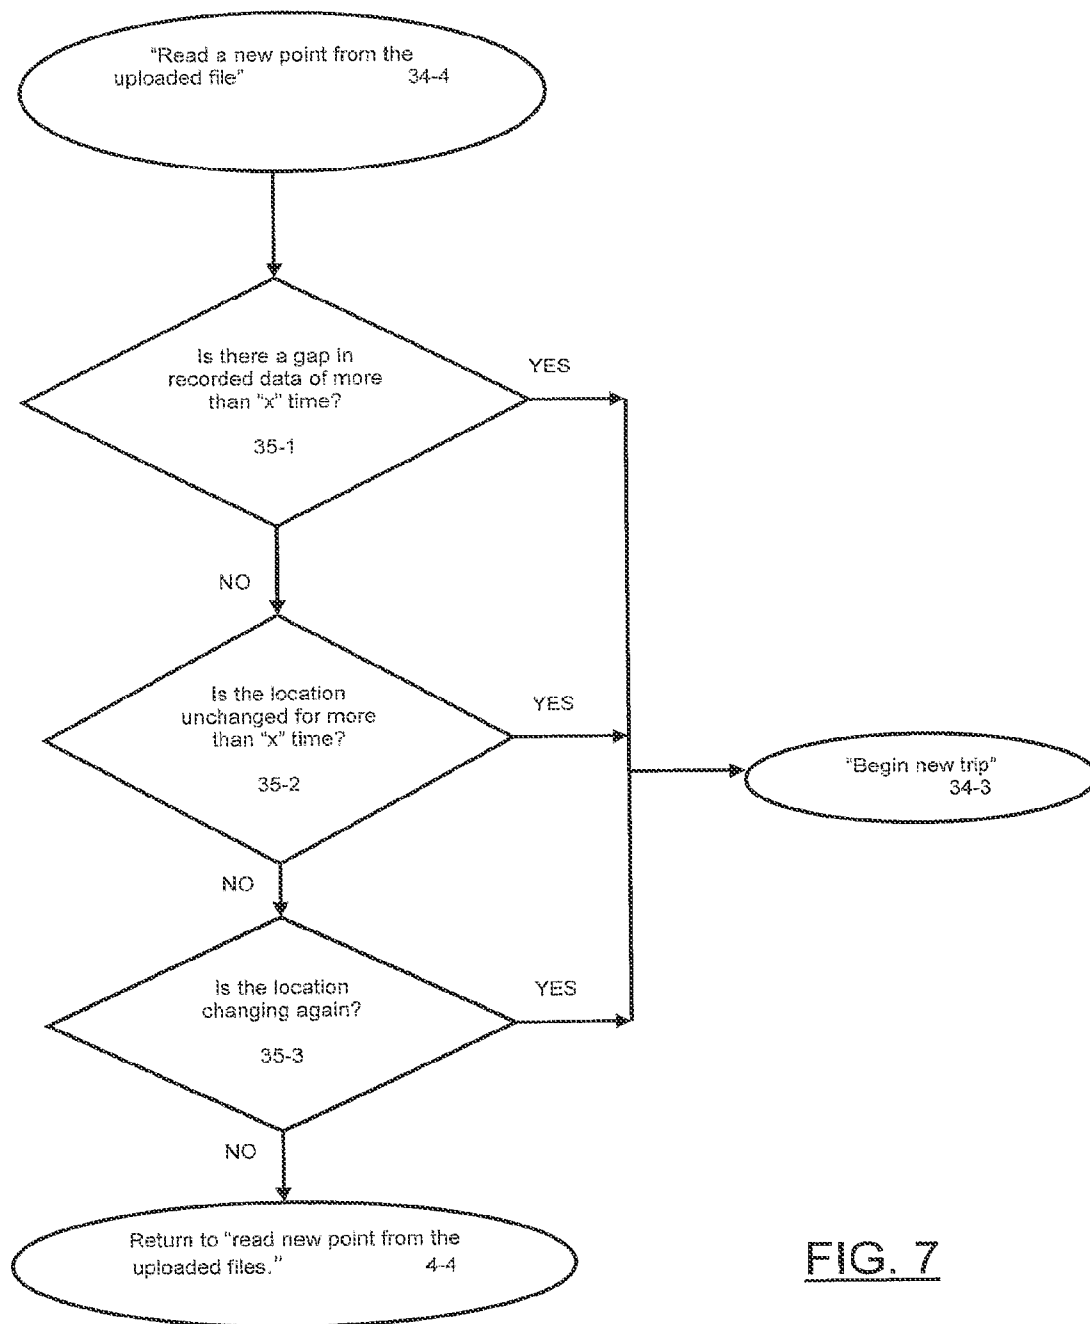 "Read a new point from the
uploaded file" 34-4
Is there a gap in
recorded data of more
than "x" time?
35-1
YES
NO
Is the location
unchanged for more
than "x" time?
35-2
YES
"Begin new trip"
34-3
NO
Is the location
changing again?
35-3
YES
NO
Return to "read new point from the
uploaded files." 4-4
FIG. 7